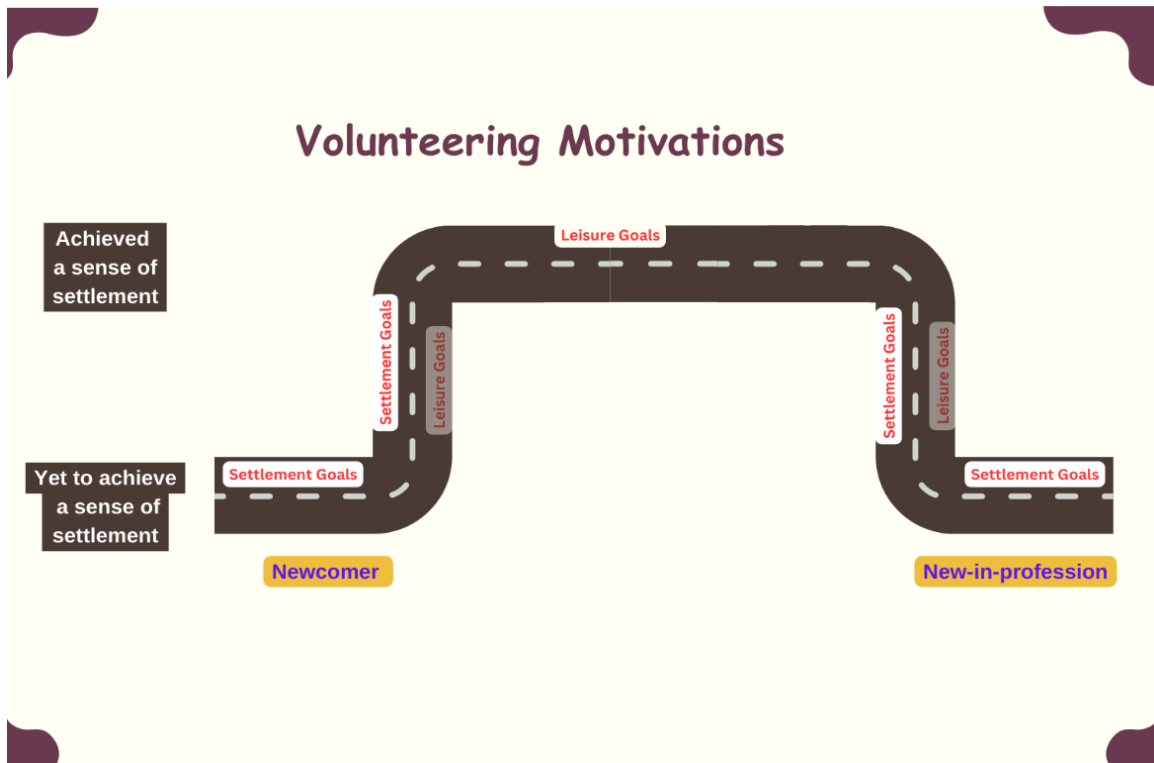 Volunteering Motivations
Achieved
a sense of
settlement
Leisure Goals
Settlement Goals
Leisure Goals
Settlement Goals
Leisure Goals
Yet to achieve
a sense of
settlement
Settlement Goals
Settlement Goals
Newcomer
New-in-profession